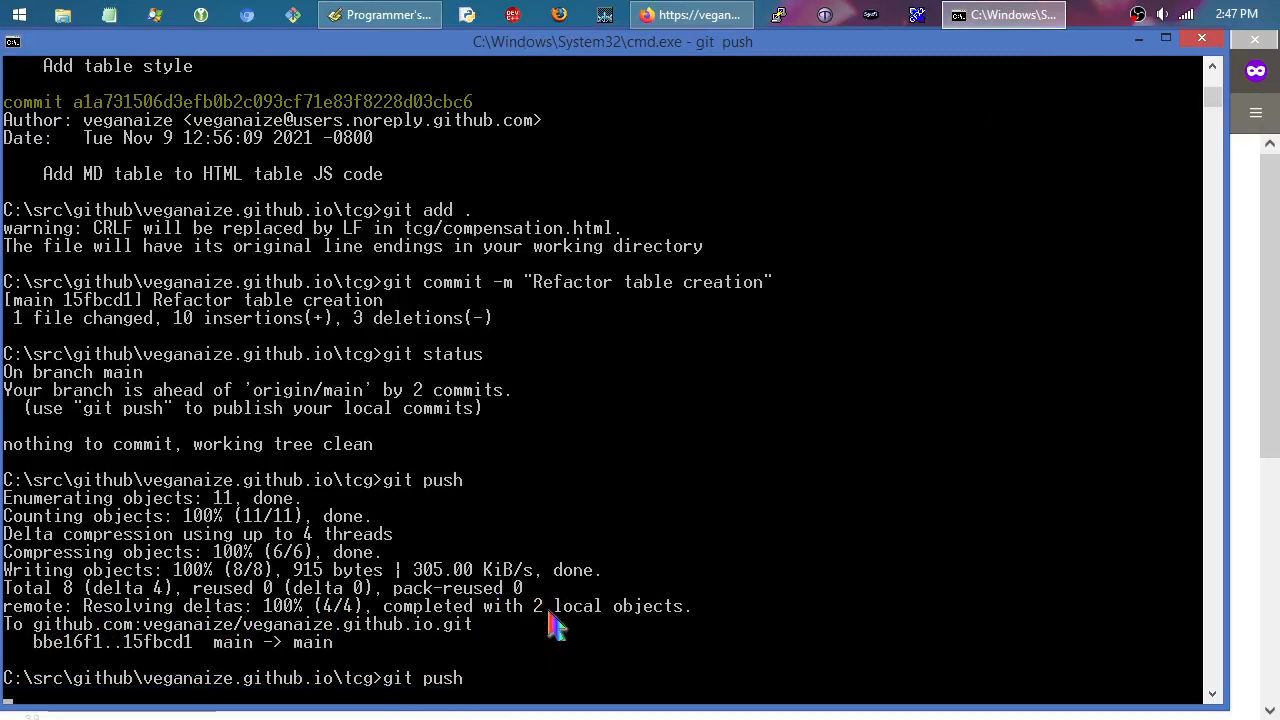 Programmer's...
https://vegan...
C:\Windows\S...
2:47 PM
C:\Windows\System32\cmd.exe - git  push
Add table style
commit a1a731506d3efb0b2c093cf71e83f8228d03cbc6
Author: veganaize <veganaize@users.noreply.github.com>
Date:   Tue Nov 9 12:56:09 2021 -0800
Add MD table to HTML table JS code
C:\src\github\veganaize.github.io\tcg>git add .
warning: CRLF will be replaced by LF in tcg/compensation.html.
The file will have its original line endings in your working directory
C:\src\github\veganaize.github.io\tcg>git commit -m "Refactor table creation"
[main 15fbcd1] Refactor table creation
1 file changed, 10 insertions(+), 3 deletions(-)
C:\src\github\veganaize.github.io\tcg>git status
On branch main
Your branch is ahead of 'origin/main' by 2 commits.
(use "git push" to publish your local commits)
nothing to commit, working tree clean
C:\src\github\veganaize.github.io\tcg>git push
Enumerating objects: 11, done.
Counting objects: 100% (11/11), done.
Delta compression using up to 4 threads
Compressing objects: 100% (6/6), done.
Writing objects: 100% (8/8), 915 bytes | 305.00 KiB/s, done.
Total 8 (delta 4), reused 0 (delta 0), pack-reused 0
remote: Resolving deltas: 100% (4/4), completed with 2 local objects.
To github.com:veganaize/veganaize.github.io.git
bbe16f1..15fbcd1  main -> main
C:\src\github\veganaize.github.io\tcg>git push